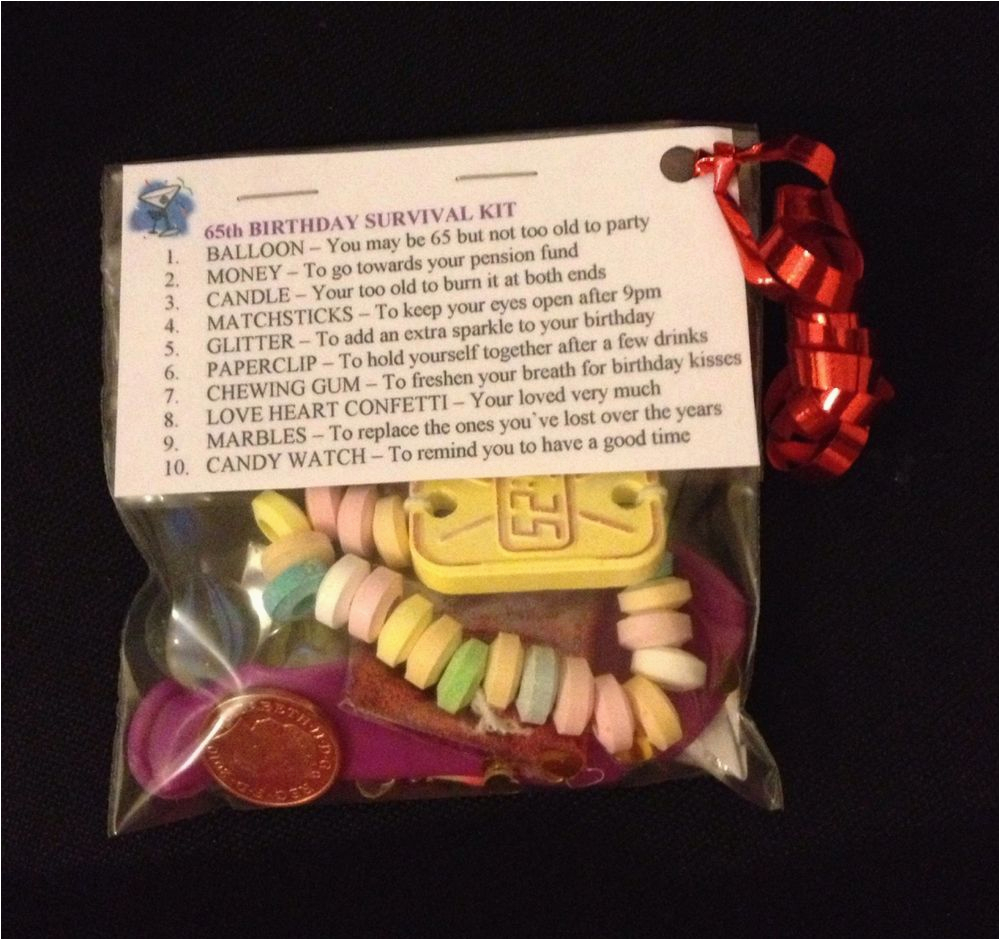 65th BIRTHDAY SURVIVAL KIT
1. BALLOON – You may be 65 but not too old to party
2. MONEY – To go towards your pension fund
3. CANDLE – Your too old to burn it at both ends
4. MATCHSTICKS – To keep your eyes open after 9pm
5. GLITTER – To add an extra sparkle to your birthday
6. PAPERCLIP – To hold yourself together after a few drinks
7. CHEWING GUM – To freshen your breath for birthday kisses
8. LOVE HEART CONFETTI – Your loved very much
9. MARBLES – To replace the ones you`ve lost over the years
10. CANDY WATCH – To remind you to have a good time